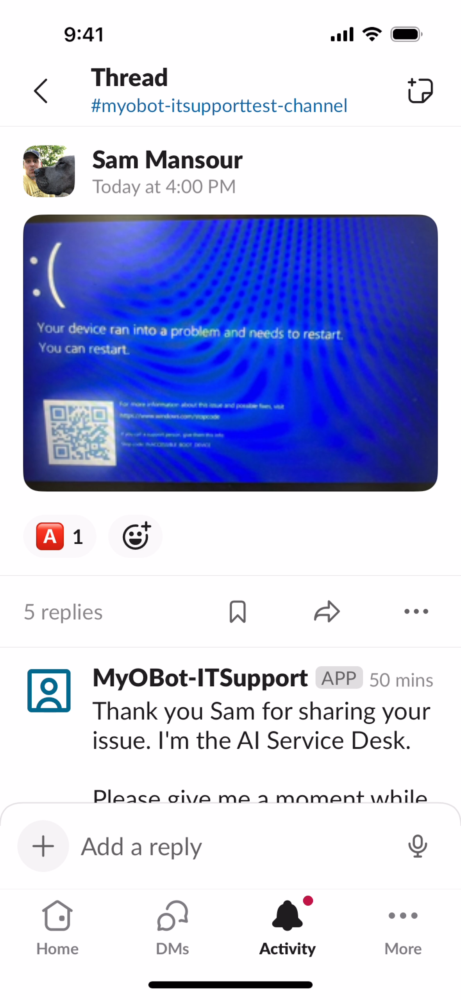 9:41
Thread
#myobot-itsupporttest-channel
Sam Mansour
Today at 4:00 PM
:(
Your device ran into a problem and needs to restart.
You can restart.
For more information about this issue and possible fixes, visit
https://www.windows.com/stopcode
If you call a support person, give them this info:
Stop code: INACCESSIBLE_BOOT_DEVICE
A 1
5 replies
MyOBot-ITSupport APP 50 mins
Thank you Sam for sharing your
issue. I'm the AI Service Desk.
Please give me a moment while
Add a reply
Home DMs Activity More